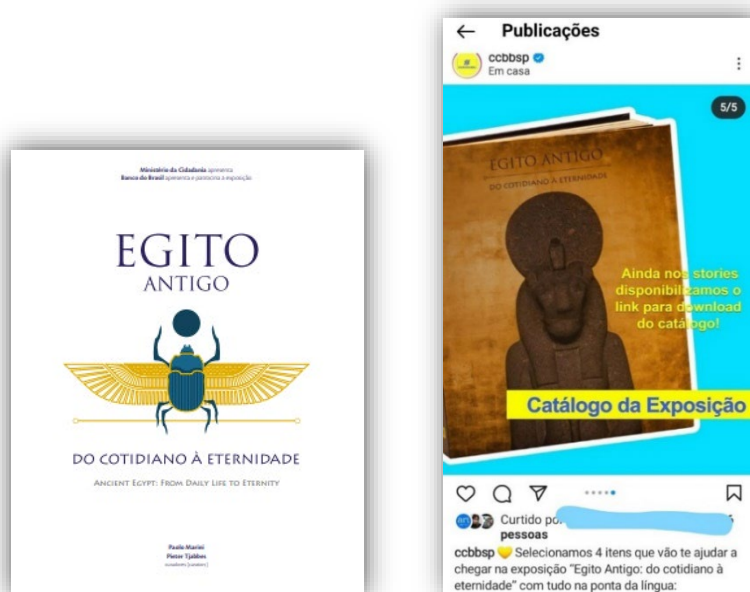 Ministério da Cidadania apresenta
Banco do Brasil apresenta e patrocina a exposição
EGITO
ANTIGO
DO COTIDIANO À ETERNIDADE
ANCIENT EGYPT: FROM DAILY LIFE TO ETERNITY
Paolo Marini
Pieter Tjabbes
curadores [curators]
Publicações
ccbbsp
Em casa
5/5
EGITO ANTIGO
DO COTIDIANO À ETERNIDADE
Ainda nos stories
disponibilizamos o
link para download
do catálogo!
Catálogo da Exposição
Curtido por
pessoas
ccbbsp 💛 Selecionamos 4 itens que vão te ajudar a
chegar na exposição "Egito Antigo: do cotidiano à
eternidade" com tudo na ponta da língua: